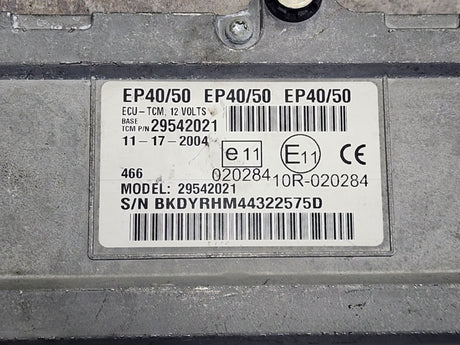 EP40/50 EP40/50 EP40/50
ECU-TCM, 12 VOLTS
BASE
TCM P/N 29542021
11-17-2004
e11
E11
CE
020284
10R-020284
466
MODEL: 29542021
S/N BKDYRHM44322575D